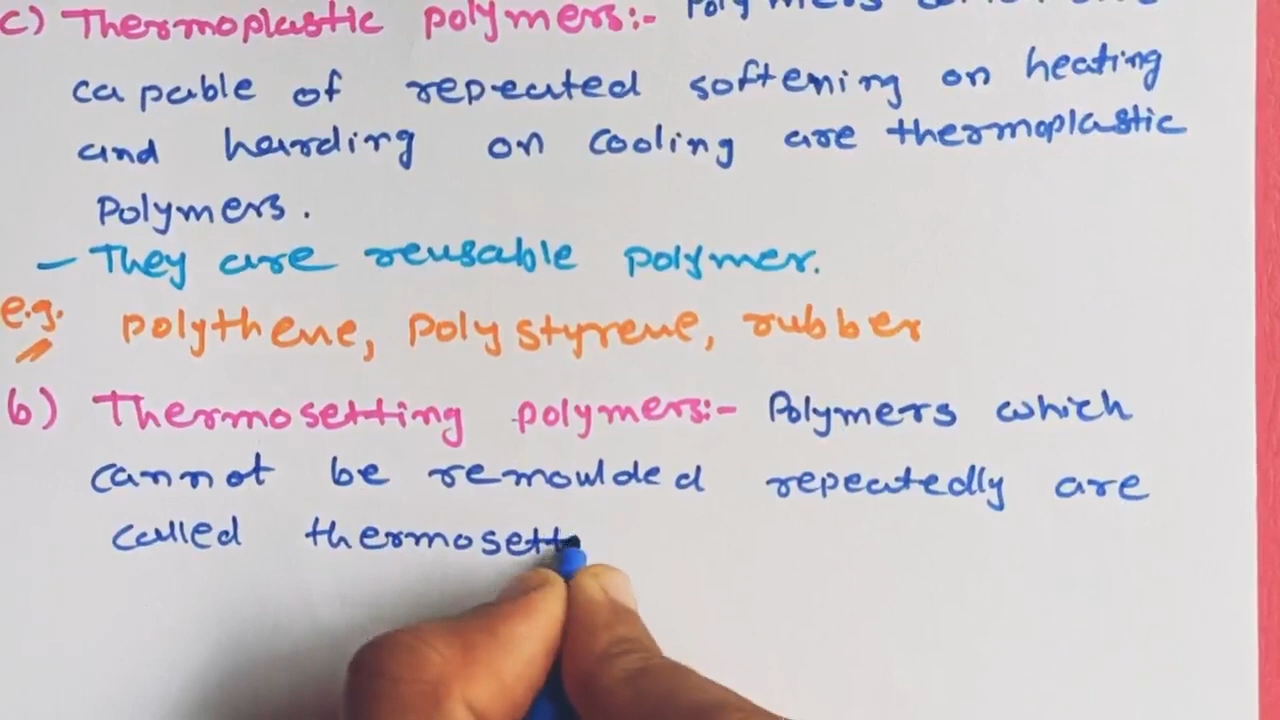 c) Thermoplastic polymers:- Polymers
capable of repeated softening on heating
and harding on cooling are thermoplastic
Polymers.
- They are reusable polymer.
e.g. polythene, polystyrene, rubber
b) Thermosetting polymers:- Polymers which
cannot be remoulded repeatedly are
called thermosett